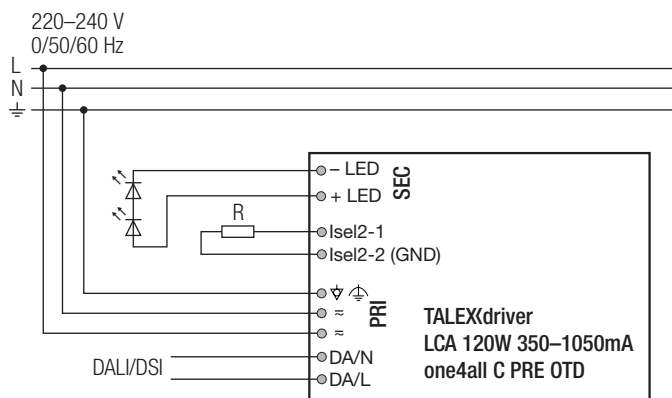 220–240 V
0/50/60 Hz
L
N
– LED
+ LED
SEC
R
Isel2-1
Isel2-2 (GND)
PRI
≂
≂
DALI/DSI
DA/N
DA/L
TALEXXdriver
LCA 120W 350–1050mA
one4all C PRE OTD